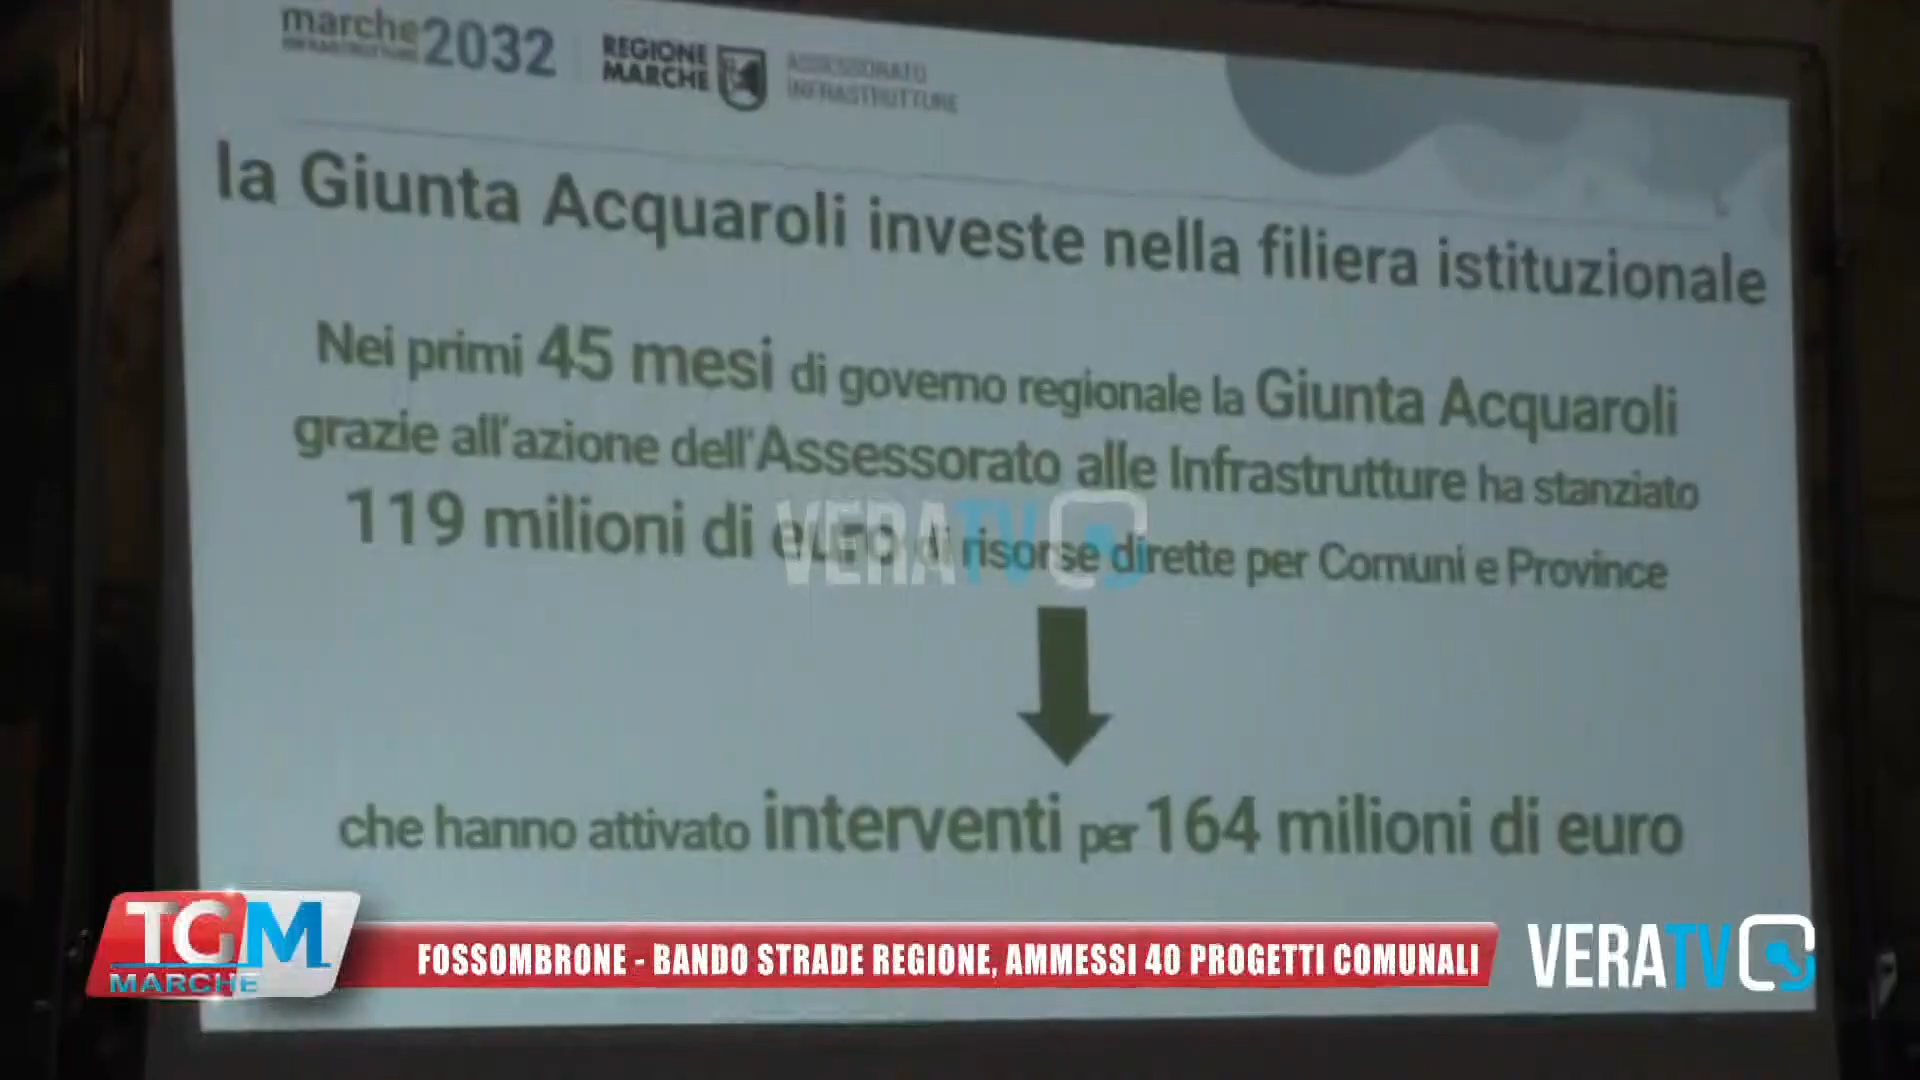 marche 2032
INFRASTRUTTURE
REGIONE
MARCHE
ASSESSORATO
INFRASTRUTTURE
la Giunta Acquaroli investe nella filiera istituzionale
Nei primi 45 mesi di governo regionale la Giunta Acquaroli
grazie all'azione dell'Assessorato alle Infrastrutture ha stanziato
119 milioni di euro di risorse dirette per Comuni e Province
VERATV
che hanno attivato interventi per 164 milioni di euro
TGM
MARCHE
FOSSOMBRONE - BANDO STRADE REGIONE, AMMESSI 40 PROGETTI COMUNALI
VERATV